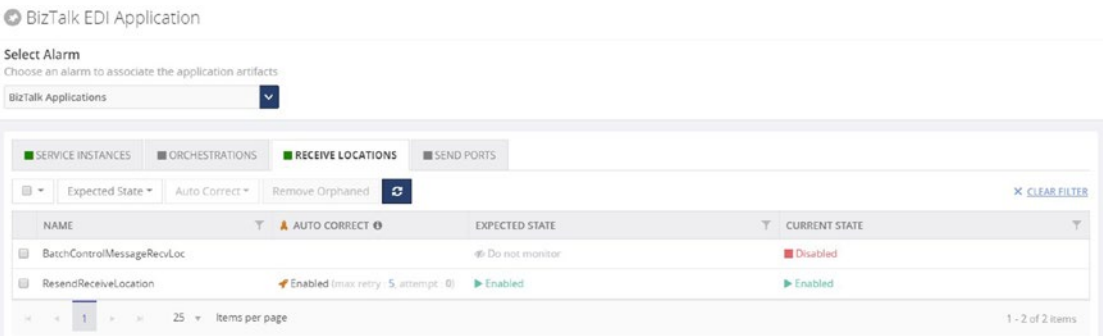 BizTalk EDI Application
Select Alarm
Choose an alarm to associate the application artifacts
BizTalk Applications
SERVICE INSTANCES ORCHESTRATIONS RECEIVE LOCATIONS SEND PORTS
Expected State Auto Correct Remove Orphaned CLEAR FILTER
NAME AUTO CORRECT EXPECTED STATE CURRENT STATE
BatchControlMessageRecvLoc Do not monitor Disabled
ResendReceiveLocation Enabled (max retry : 5, attempt : 0) Enabled Enabled
1 25 items per page 1 - 2 of 2 items